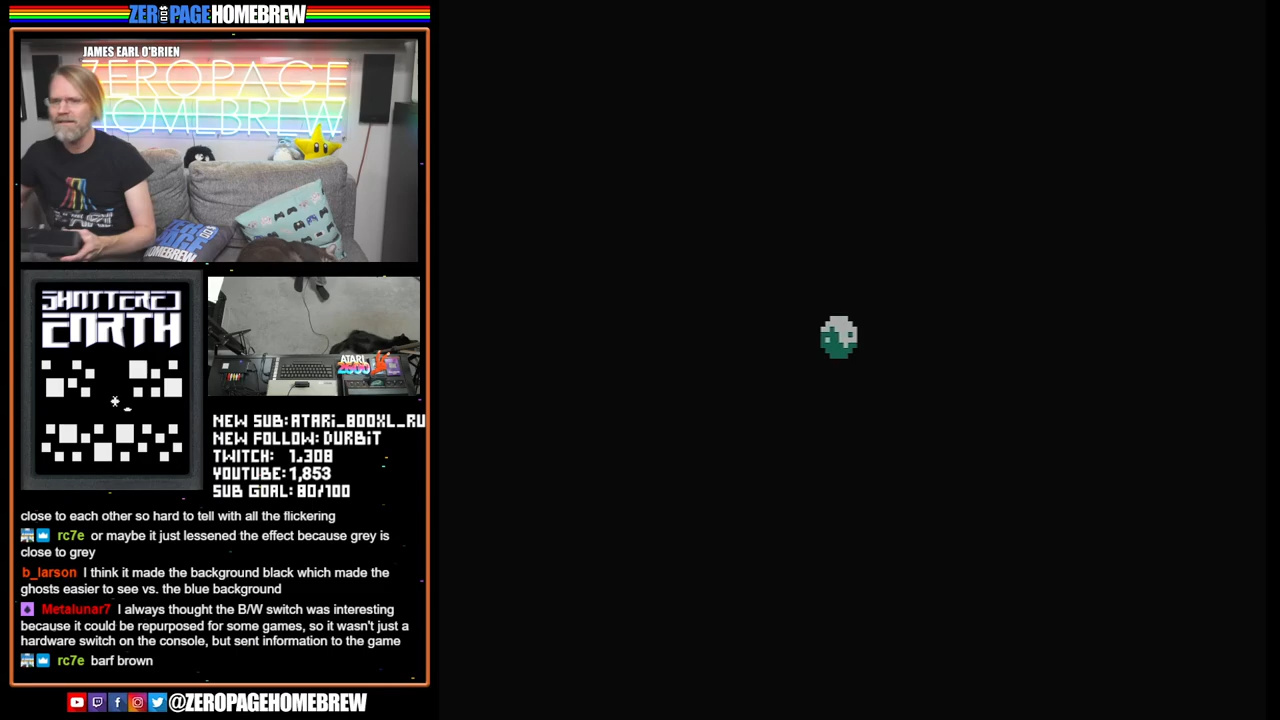 ZEROPAGE HOMEBREW
JAMES EARL O'BRIEN
ZEROPAGE
HOMEBREW
ZEROPAGE
HOMEBREW
SHATTERED
EARTH
ATARI
2600
NEW SUB: ATARI_800XL_RU
NEW FOLLOW: DURBIT
TWITCH: 1,308
YOUTUBE: 1,853
SUB GOAL: 80/100
close to each other so hard to tell with all the flickering
rc7e or maybe it just lessened the effect because grey is
close to grey
b_larson I think it made the background black which made the
ghosts easier to see vs. the blue background
Metalunar7 I always thought the B/W switch was interesting
because it could be repurposed for some games, so it wasn't just a
hardware switch on the console, but sent information to the game
rc7e barf brown
@ZEROPAGEHOMEBREW